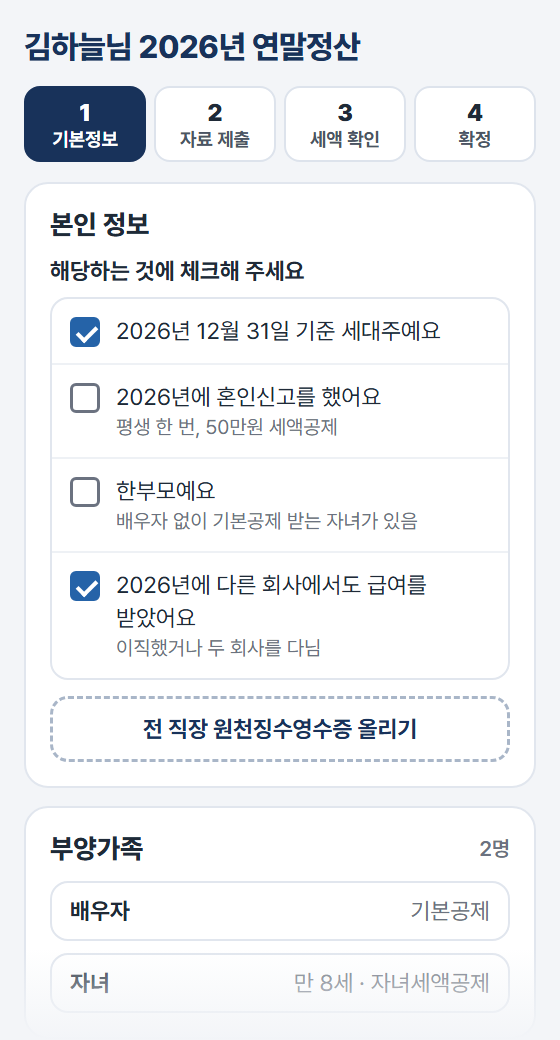 김하늘님 2026년 연말정산
1
기본정보
2
자료 제출
3
세액 확인
4
확정
본인 정보
해당하는 것에 체크해 주세요
2026년 12월 31일 기준 세대주예요
2026년에 혼인신고를 했어요
평생 한 번, 50만원 세액공제
한부모예요
배우자 없이 기본공제 받는 자녀가 있음
2026년에 다른 회사에서도 급여를
받았어요
이직했거나 두 회사를 다님
전 직장 원천징수영수증 올리기
부양가족 2명
배우자 기본공제
자녀 만 8세 · 자녀세액공제